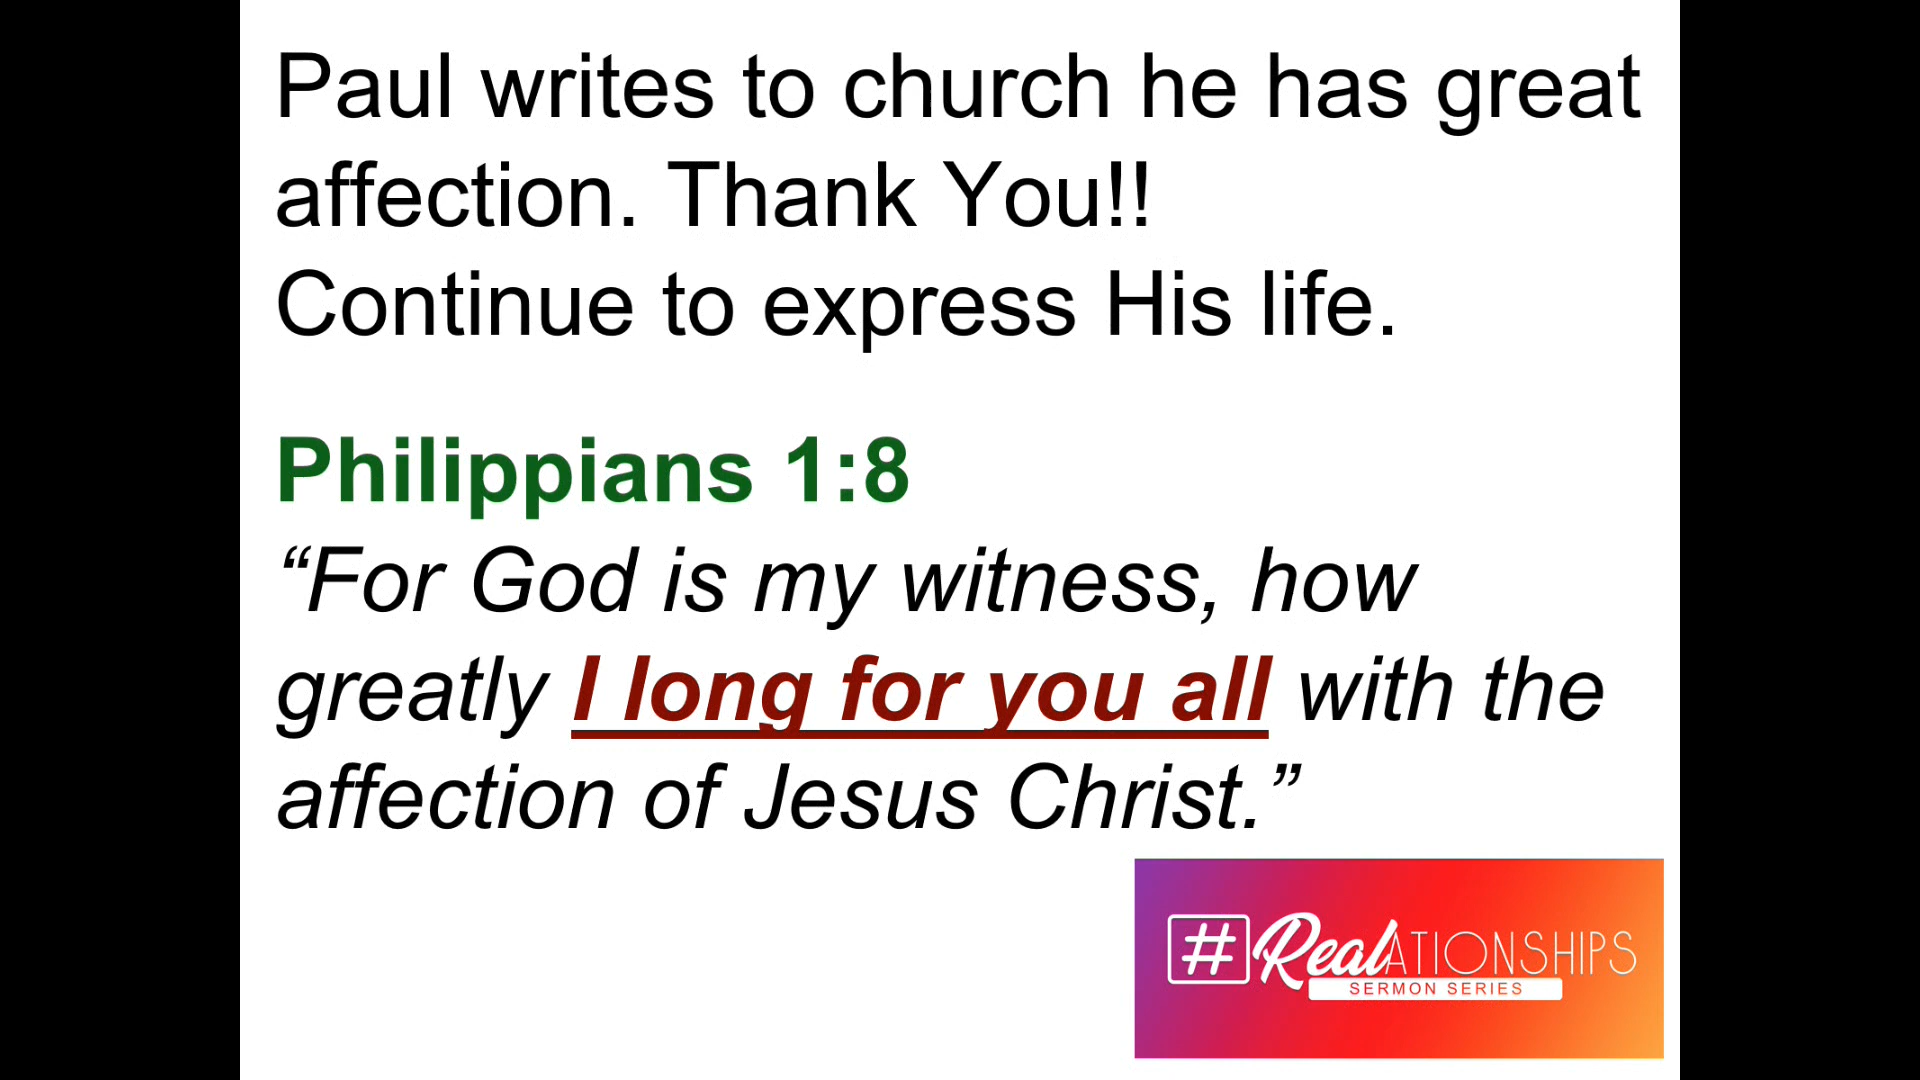 Paul writes to church he has great
affection. Thank You!!
Continue to express His life.
Philippians 1:8
“For God is my witness, how
greatly I long for you all with the
affection of Jesus Christ.”
#RealATIONSHIPS
SERMON SERIES